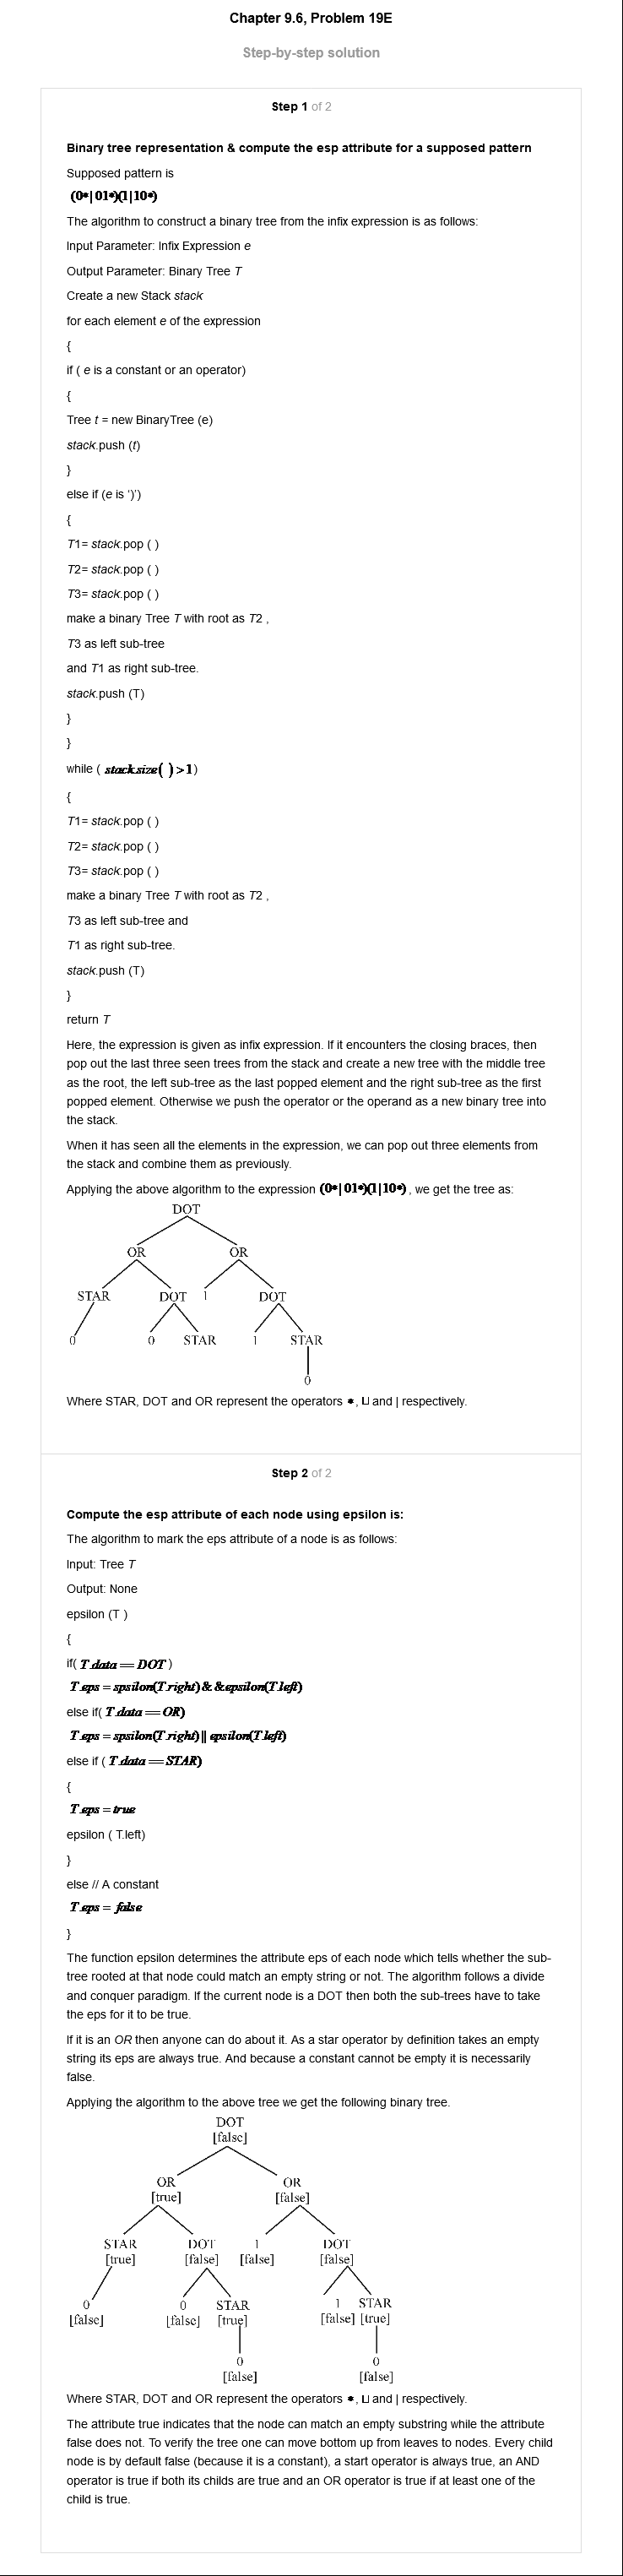 Chapter 9.6, Problem 19E
Step-by-step solution
Step 1 of 2
Binary tree representation & compute the esp attribute for a supposed pattern
Supposed pattern is
(0*|01*)(1|10*)
The algorithm to construct a binary tree from the infix expression is as follows:
Input Parameter: Infix Expression e
Output Parameter: Binary Tree T
Create a new Stack stack
for each element e of the expression
{
if ( e is a constant or an operator)
{
Tree t = new BinaryTree (e)
stack.push (t)
}
else if (e is ')')
{
T1= stack.pop ( )
T2= stack.pop ( )
T3= stack.pop ( )
make a binary Tree T with root as T2 ,
T3 as left sub-tree
and T1 as right sub-tree.
stack.push (T)
}
}
while ( stack.size( ) >1)
{
T1= stack.pop ( )
T2= stack.pop ( )
T3= stack.pop ( )
make a binary Tree T with root as T2 ,
T3 as left sub-tree and
T1 as right sub-tree.
stack.push (T)
}
return T
Here, the expression is given as infix expression. If it encounters the closing braces, then
pop out the last three seen trees from the stack and create a new tree with the middle tree
as the root, the left sub-tree as the last popped element and the right sub-tree as the first
popped element. Otherwise we push the operator or the operand as a new binary tree into
the stack.
When it has seen all the elements in the expression, we can pop out three elements from
the stack and combine them as previously.
Applying the above algorithm to the expression (0*|01*)(1|10*) , we get the tree as:
DOT
OR OR
STAR DOT 1 DOT
0 0 STAR 1 STAR
0
Where STAR, DOT and OR represent the operators *, ⊔ and | respectively.
Step 2 of 2
Compute the esp attribute of each node using epsilon is:
The algorithm to mark the eps attribute of a node is as follows:
Input: Tree T
Output: None
epsilon (T )
{
if( T.data == DOT )
T.eps = spsilon(T.right) & &epsilon(T.left)
else if( T.data == OR)
T.eps = spsilon(T.right) || epsilon(T.left)
else if ( T.data == STAR)
{
T.eps = true
epsilon ( T.left)
}
else // A constant
T.eps = false
}
The function epsilon determines the attribute eps of each node which tells whether the sub-
tree rooted at that node could match an empty string or not. The algorithm follows a divide
and conquer paradigm. If the current node is a DOT then both the sub-trees have to take
the eps for it to be true.
If it is an OR then anyone can do about it. As a star operator by definition takes an empty
string its eps are always true. And because a constant cannot be empty it is necessarily
false.
Applying the algorithm to the above tree we get the following binary tree.
DOT
[false]
OR OR
[true] [false]
STAR DOT 1 DOT
[true] [false] [false] [false]
0 0 STAR 1 STAR
[false] [false] [true] [false] [true]
0 0
[false] [false]
Where STAR, DOT and OR represent the operators *, ⊔ and | respectively.
The attribute true indicates that the node can match an empty substring while the attribute
false does not. To verify the tree one can move bottom up from leaves to nodes. Every child
node is by default false (because it is a constant), a start operator is always true, an AND
operator is true if both its childs are true and an OR operator is true if at least one of the
child is true.